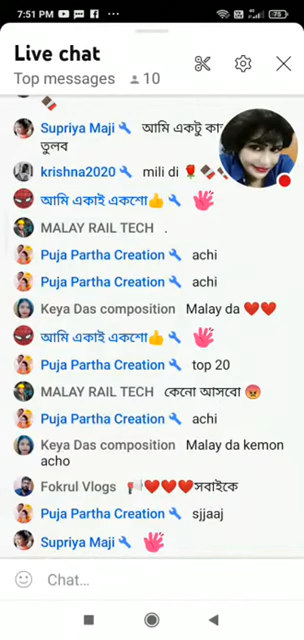 7:51 PM
Live chat
Top messages 10
Supriya Maji আমি একটু
তুলব
krishna2020 mili di 🌹🍫
আমি একাই একশো👍
MALAY RAIL TECH .
Puja Partha Creation achi
Puja Partha Creation achi
Keya Das composition Malay da ❤️❤️
আমি একাই একশো👍
Puja Partha Creation top 20
MALAY RAIL TECH কেনো আসবো 😡
Puja Partha Creation achi
Keya Das composition Malay da kemon
acho
Fokrul Vlogs ❤️❤️❤️সবাইকে
Puja Partha Creation sjjaaj
Supriya Maji
Chat...